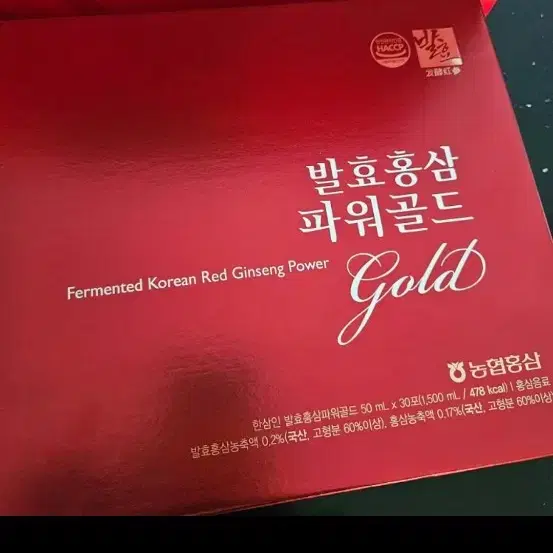 HACCP
발효
발효홍삼
파워골드
Fermented Korean Red Ginseng Power
Gold
농협홍삼
한삼인 발효홍삼파워골드 50 mL x 30포(1,500 mL / 478 kcal) | 홍삼음료
발효홍삼농축액 0.2%(국산, 고형분 60%이상), 홍삼농축액 0.17%(국산, 고형분 60%이상)